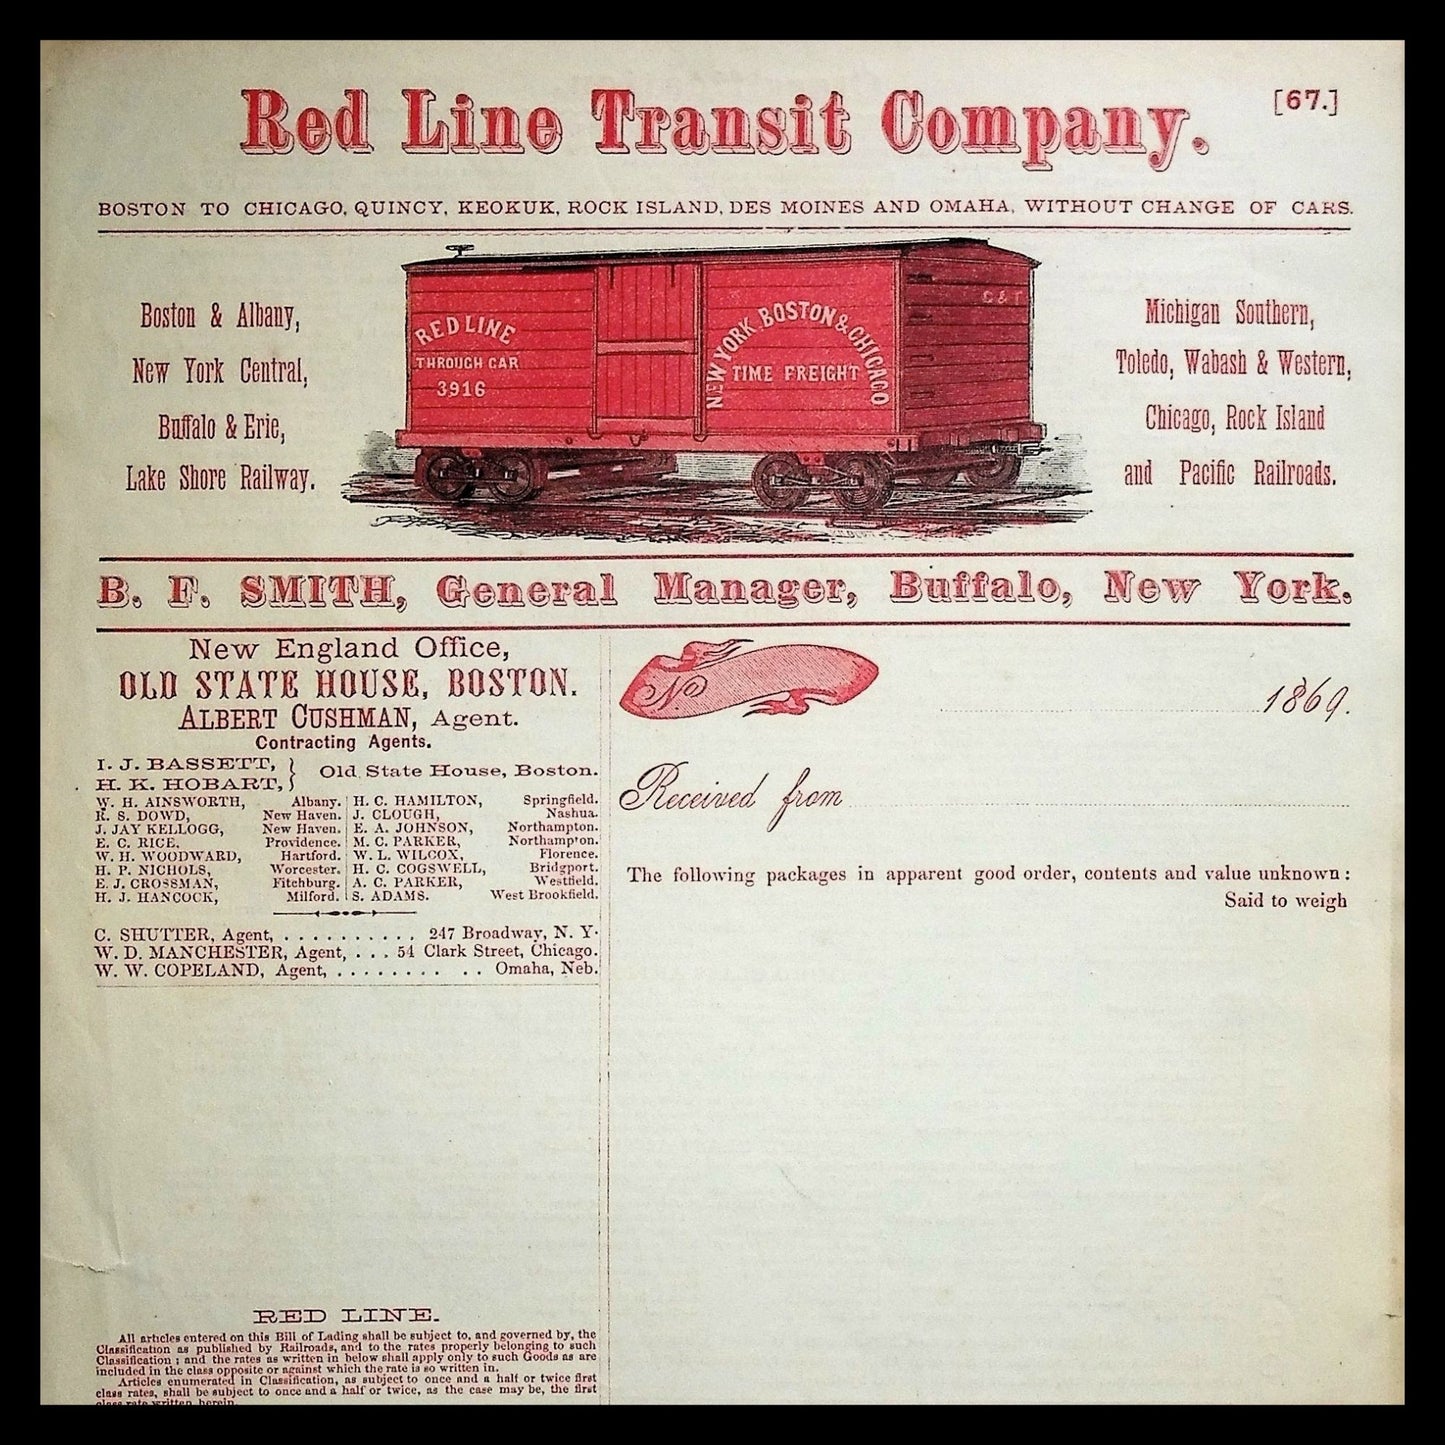 Red Line Transit Company.
[67.]
BOSTON TO CHICAGO, QUINCY, KEOKUK, ROCK ISLAND, DES MOINES AND OMAHA, WITHOUT CHANGE OF CARS.
Boston & Albany,
New York Central,
Buffalo & Erie,
Lake Shore Railway.
RED LINE
THROUGH CAR
3916
NEW YORK, BOSTON & CHICAGO
TIME FREIGHT
C & T
Michigan Southern,
Toledo, Wabash & Western,
Chicago, Rock Island
and Pacific Railroads.
B. F. SMITH, General Manager, Buffalo, New York.
New England Office,
OLD STATE HOUSE, BOSTON.
ALBERT CUSHMAN, Agent.
Contracting Agents.
I. J. BASSETT,
H. K. HOBART, } Old State House, Boston.
W. H. AINSWORTH, Albany.
R. S. DOWD, New Haven.
J. JAY KELLOGG, New Haven.
E. C. RICE, Providence.
W. H. WOODWARD, Hartford.
H. P. NICHOLS, Worcester.
E. J. CROSSMAN, Fitchburg.
H. J. HANCOCK, Milford.
H. C. HAMILTON, Springfield.
J. CLOUGH, Nashua.
E. A. JOHNSON, Northampton.
M. C. PARKER, Northampton.
W. L. WILCOX, Florence.
H. C. COGSWELL, Bridgport.
A. C. PARKER, Westfield.
S. ADAMS. West Brookfield.
C. SHUTTER, Agent, . . . . . . . . . . 247 Broadway, N. Y.
W. D. MANCHESTER, Agent, . . . 54 Clark Street, Chicago.
W. W. COPELAND, Agent, . . . . . . . . . . Omaha, Neb.
RED LINE.
All articles entered on this Bill of Lading shall be subject to, and governed by, the
Classification as published by Railroads, and to the rates properly belonging to such
Classification ; and the rates as written in below shall apply only to such Goods as are
included in the class opposite or against which the rate is so written in.
Articles enumerated in Classification, as subject to once and a half or twice first
class rates, shall be subject to once and a half or twice, as the case may be, the first
class rate written herein.
No
1869.
Received from
The following packages in apparent good order, contents and value unknown :
Said to weigh